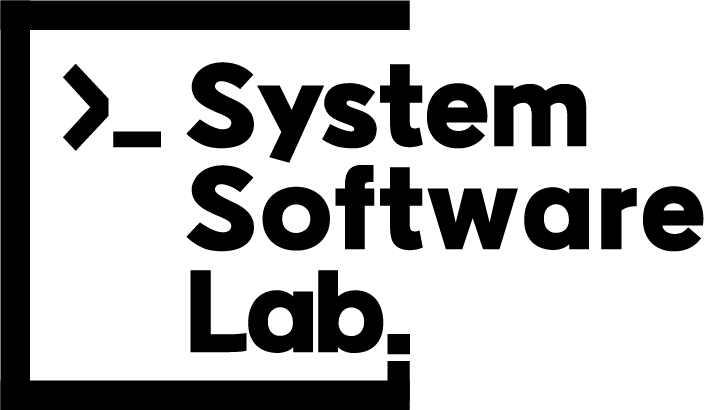 >_ System
Software
Lab.